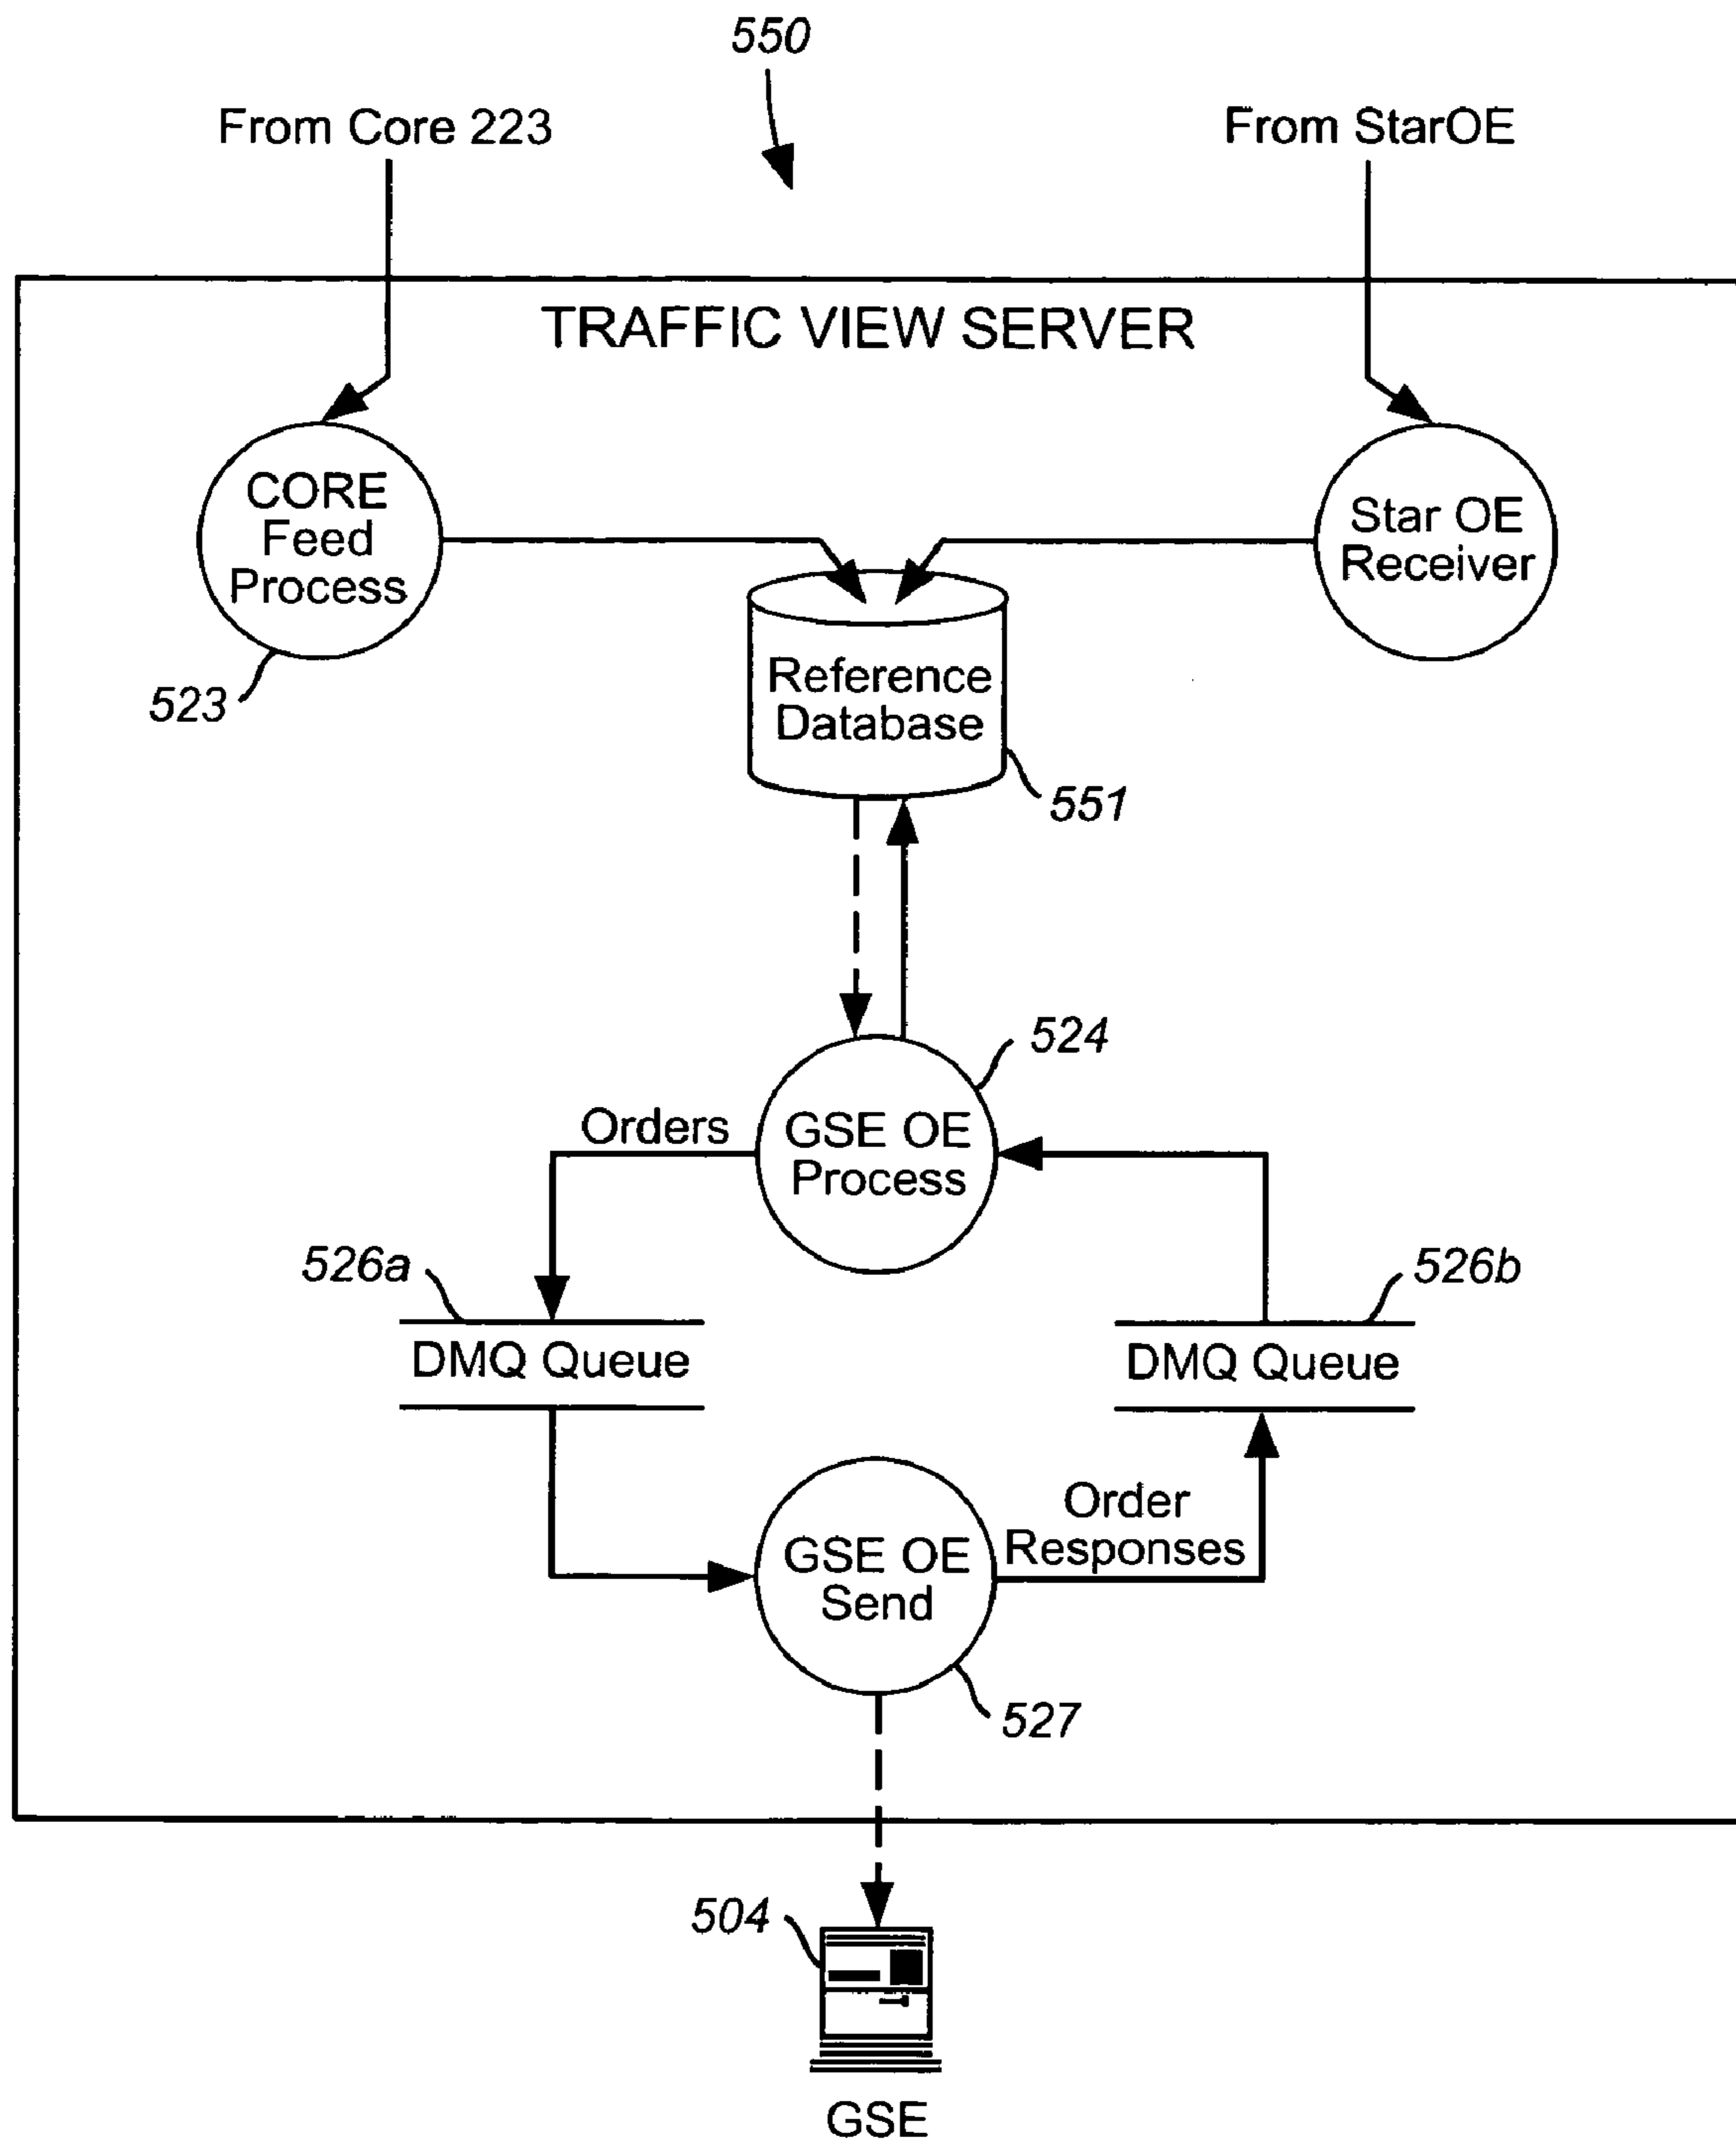 550
From Core 223
From StarOE
TRAFFIC VIEW SERVER
CORE
Feed
Process
523
Star OE
Receiver
Reference
Database
551
524
GSE OE
Process
Orders
526a
DMQ Queue
526b
DMQ Queue
GSE OE
Send
Order
Responses
527
504
GSE